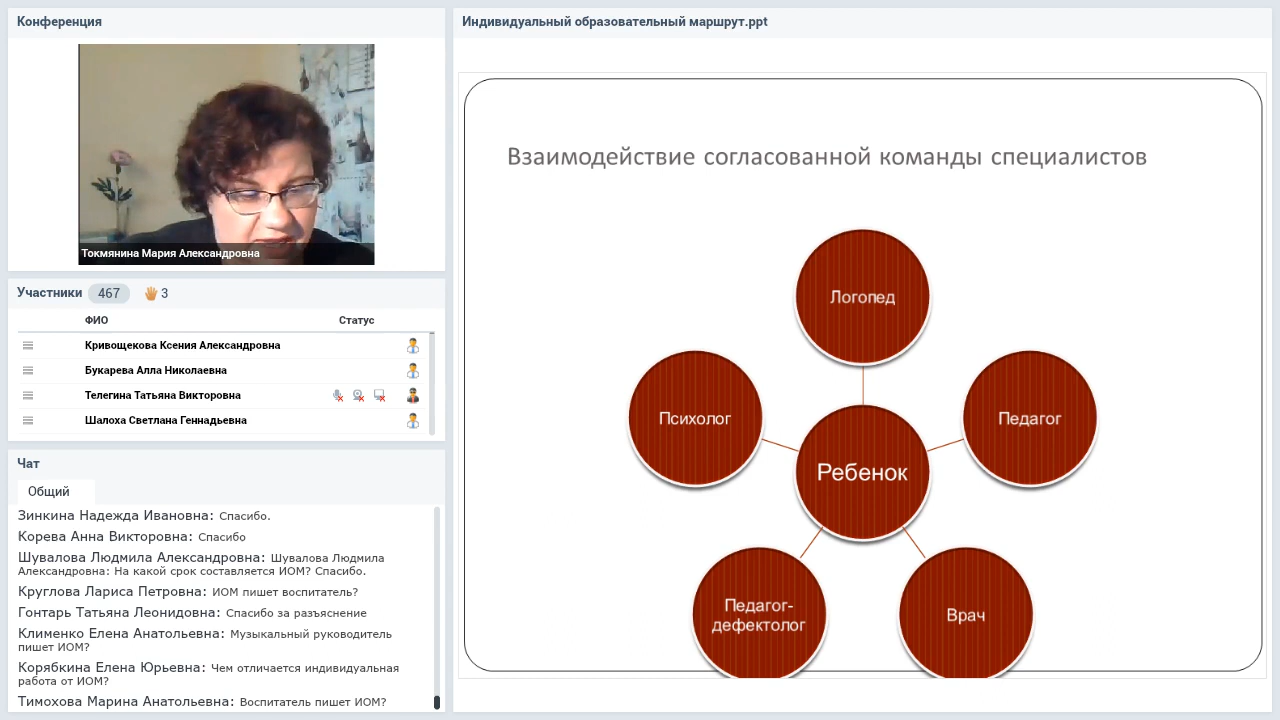 Конференция
Токмянина Мария Александровна
Участники 467 3
ФИО Статус
Кривощекова Ксения Александровна
Букарева Алла Николаевна
Телегина Татьяна Викторовна
Шалоха Светлана Геннадьевна
Чат
Общий
Зинкина Надежда Ивановна: Спасибо.
Корева Анна Викторовна: Спасибо
Шувалова Людмила Александровна: Шувалова Людмила
Александровна: На какой срок составляется ИОМ? Спасибо.
Круглова Лариса Петровна: ИОМ пишет воспитатель?
Гонтарь Татьяна Леонидовна: Спасибо за разъяснение
Клименко Елена Анатольевна: Музыкальный руководитель
пишет ИОМ?
Корябкина Елена Юрьевна: Чем отличается индивидуальная
работа от ИОМ?
Тимохова Марина Анатольевна: Воспитатель пишет ИОМ?
Индивидуальный образовательный маршрут.ppt
Взаимодействие согласованной команды специалистов
Логопед
Психолог
Педагог
Ребенок
Педагог-
дефектолог
Врач